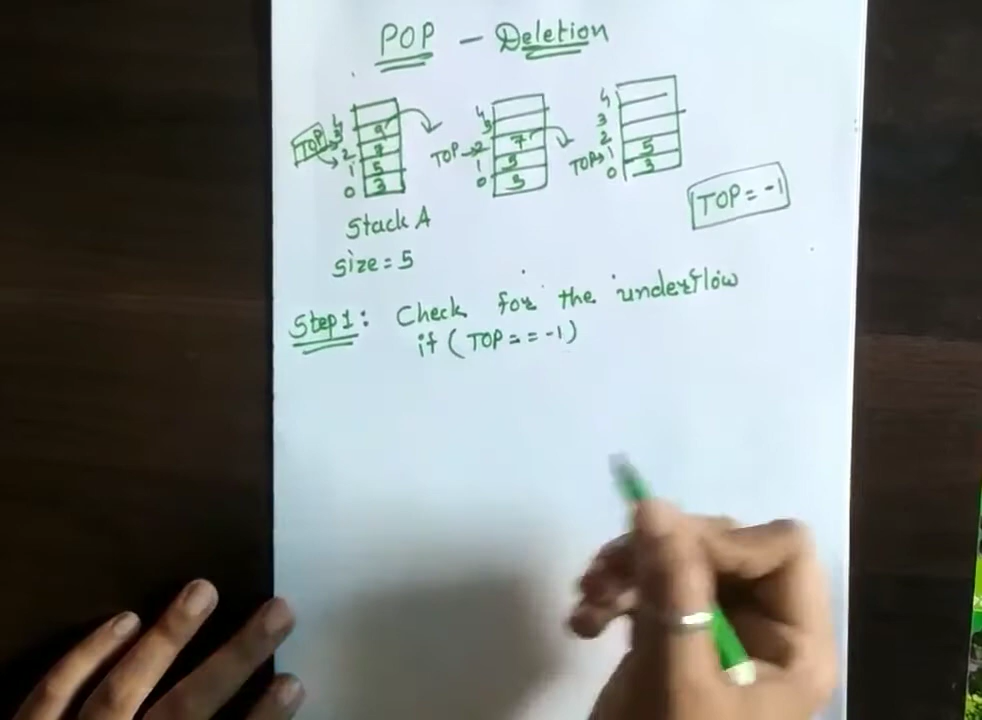 POP - Deletion
4
3
2
1
0
TOP
9
7
5
3
4
3
2
1
0
TOP
7
5
3
4
3
2
1
0
TOP
5
3
TOP = -1
Stack A
size = 5
Step 1: Check for the underflow
if (TOP == -1)